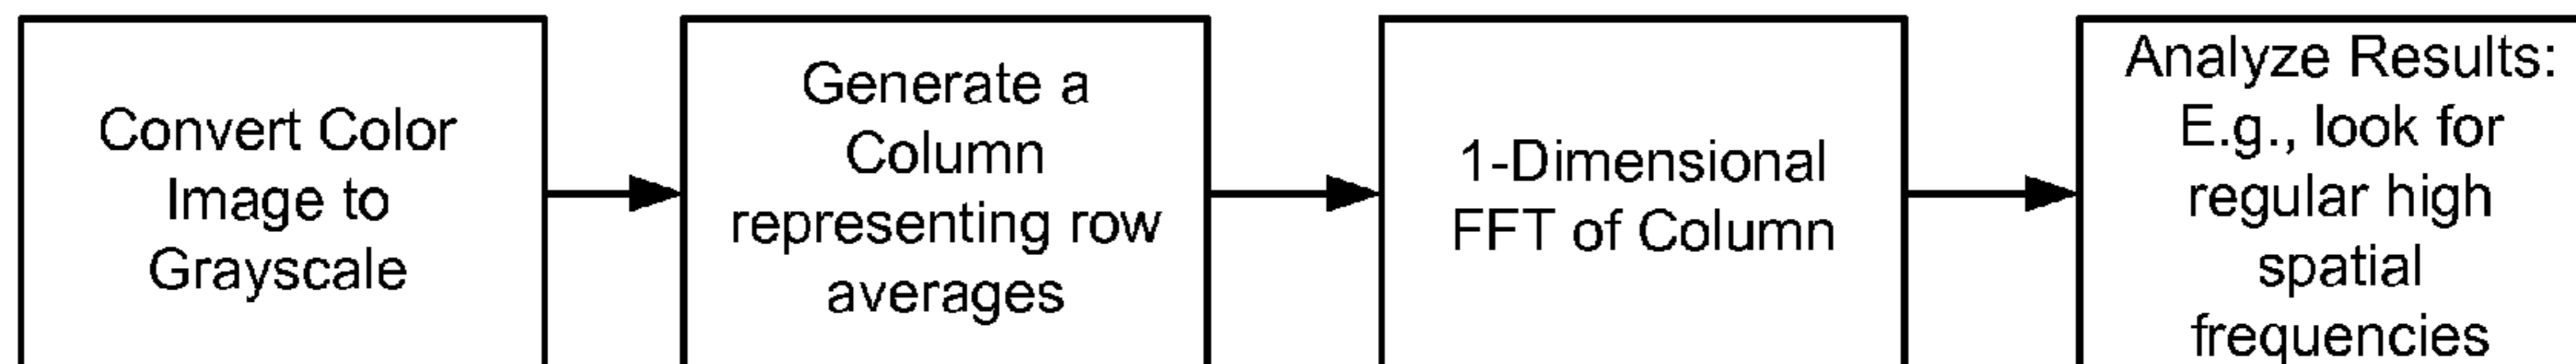 Convert Color
Image to
Grayscale
Generate a
Column
representing row
averages
1-Dimensional
FFT of Column
Analyze Results:
E.g., look for
regular high
spatial
frequencies